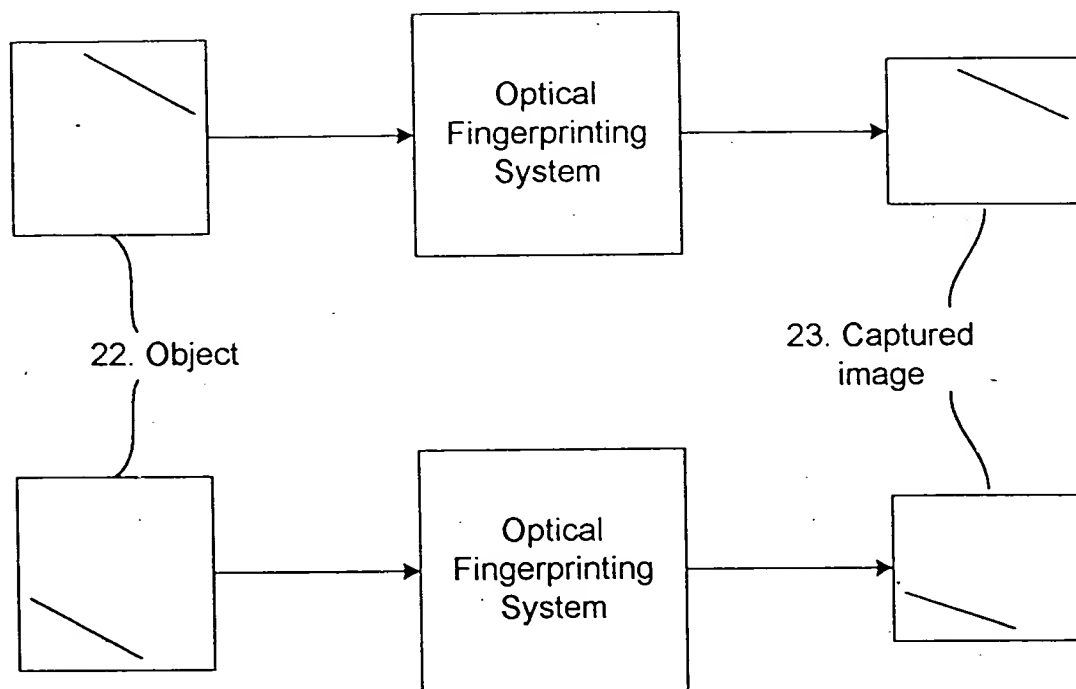 Optical
Fingerprinting
System
22. Object
23. Captured
image
Optical
Fingerprinting
System